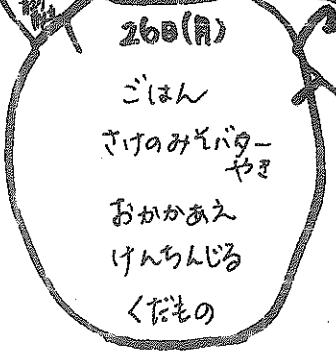 26日(月)
ごはん
さけのみそバター
やき
おかかあえ
けんちんじる
くだもの